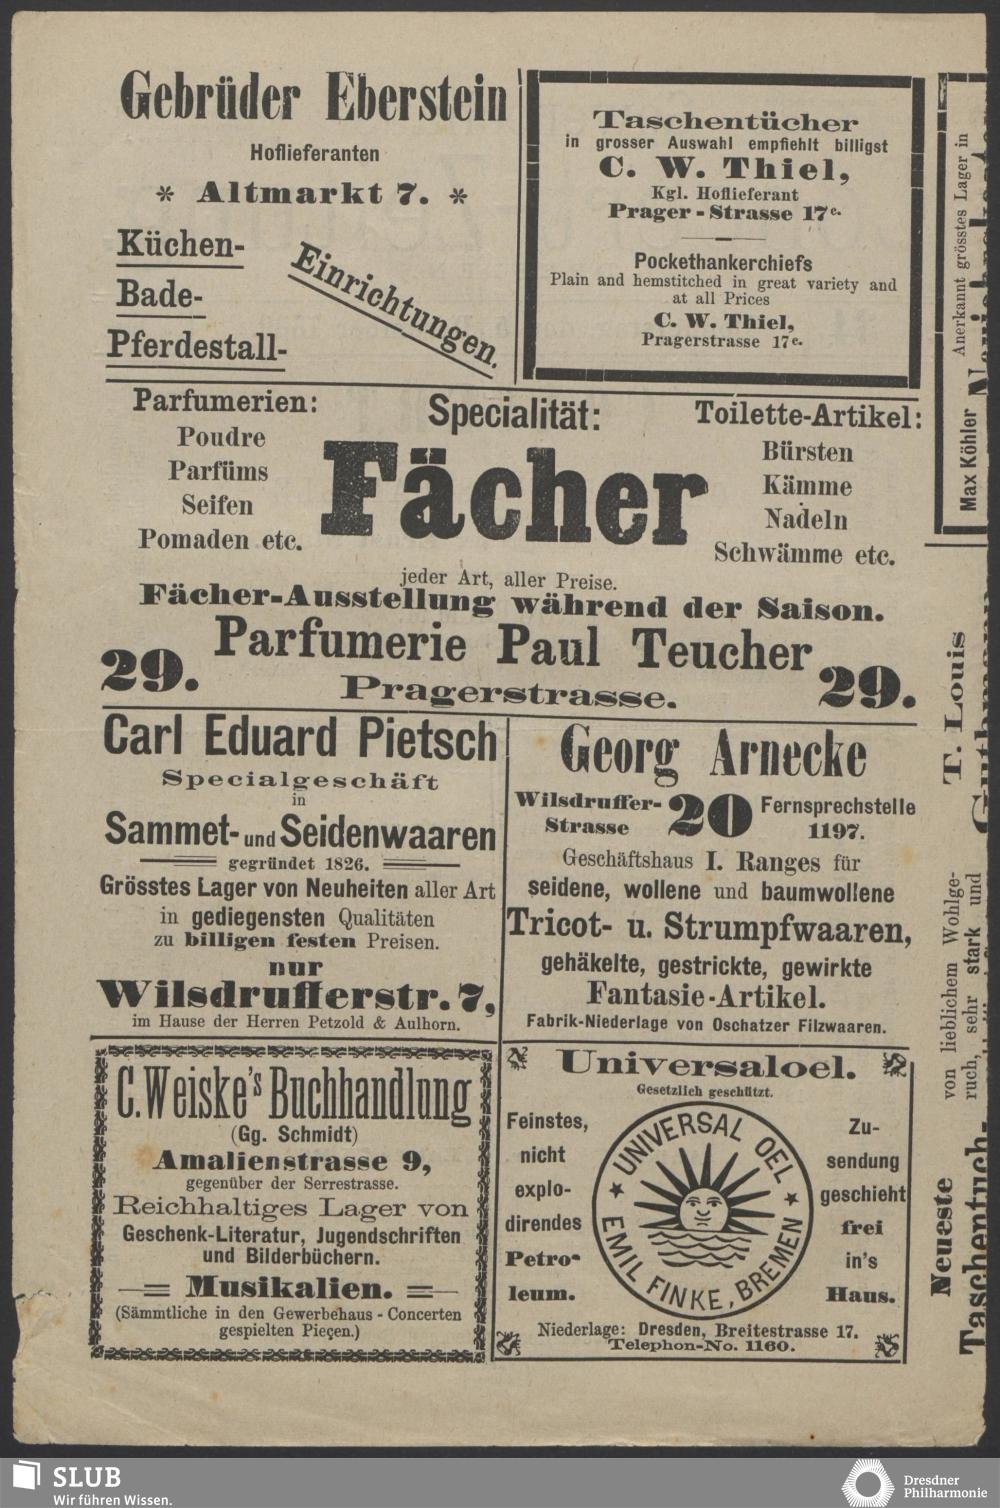 Gebrüder Eberstein
Hoflieferanten
* Altmarkt 7. *
Küchen-
Bade-
Pferdestall-
Einrichtungen.
Taschentücher
in grosser Auswahl empfiehlt billigst
C. W. Thiel,
Kgl. Hoflieferant
Prager-Strasse 17c.
Pockethankerchiefs
Plain and hemstitched in great variety and
at all Prices
C. W. Thiel,
Pragerstrasse 17e.
Parfumerien:
Poudre
Parfüms
Seifen
Pomaden etc.
Specialität:
Fächer
Toilette-Artikel:
Bürsten
Kämme
Nadeln
Schwämme etc.
jeder Art, aller Preise.
Fächer-Ausstellung während der Saison.
29. Parfumerie Paul Teucher 29.
Pragerstrasse.
Carl Eduard Pietsch
Specialgeschäft
in
Sammet- und Seidenwaaren
gegründet 1826.
Grösstes Lager von Neuheiten aller Art
in gediegensten Qualitäten
zu billigen festen Preisen.
nur
Wilsdrufferstr. 7,
im Hause der Herren Petzold & Aulhorn.
Georg Arnecke
Wilsdruffer-Strasse 20 Fernsprechstelle 1197.
Geschäftshaus I. Ranges für
seidene, wollene und baumwollene
Tricot- u. Strumpfwaaren,
gehäkelte, gestrickte, gewirkte
Fantasie-Artikel.
Fabrik-Niederlage von Oschatzer Filzwaaren.
C. Weiske's Buchhandlung
(Gg. Schmidt)
Amalienstrasse 9,
gegenüber der Serrestrasse.
Reichhaltiges Lager von
Geschenk-Literatur, Jugendschriften
und Bilderbüchern.
Musikalien.
(Sämmtliche in den Gewerbehaus-Concerten
gespielten Pieçen.)
Universaloel.
Gesetzlich geschützt.
Feinstes,
nicht
explo-
direndes
Petro-
leum.
UNIVERSAL OEL
EMIL FINKE, BREMEN
Zu-
sendung
geschieht
frei
in's
Haus.
Niederlage: Dresden, Breitestrasse 17.
Telephon-No. 1160.
Anerkannt grösstes Lager in
Max Köhler
T. Louis
von lieblichem Wohlge-
ruch, sehr stark und
Neueste
Taschentuch-
SLUB
Wir führen Wissen.
Dresdner
Philharmonie